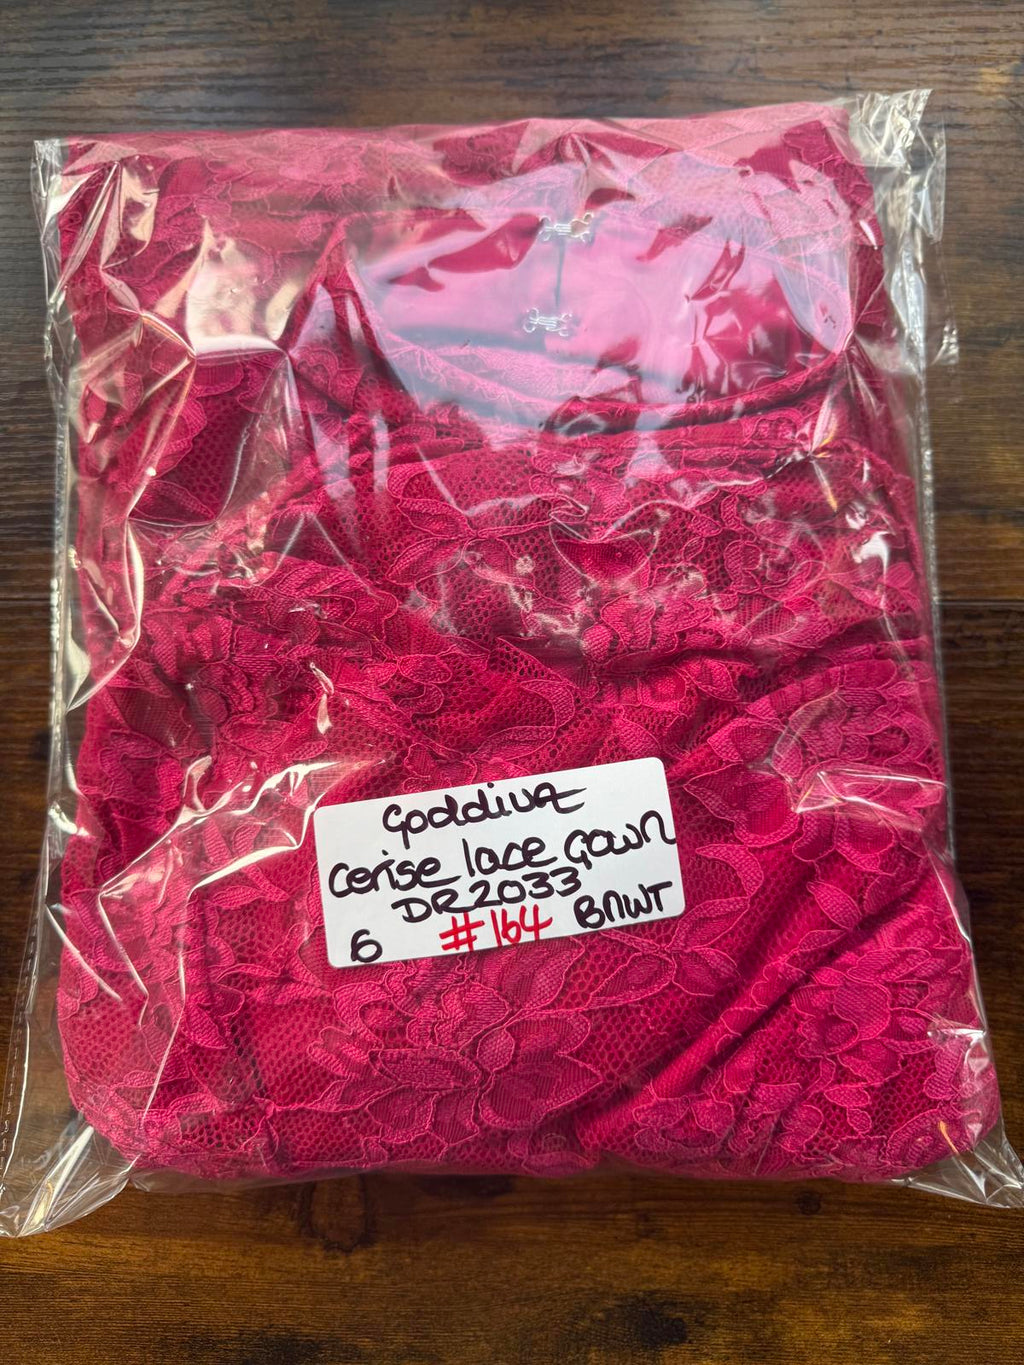 Goddiva
Cerise lace Gown
DR2033
6 #164 BNWT